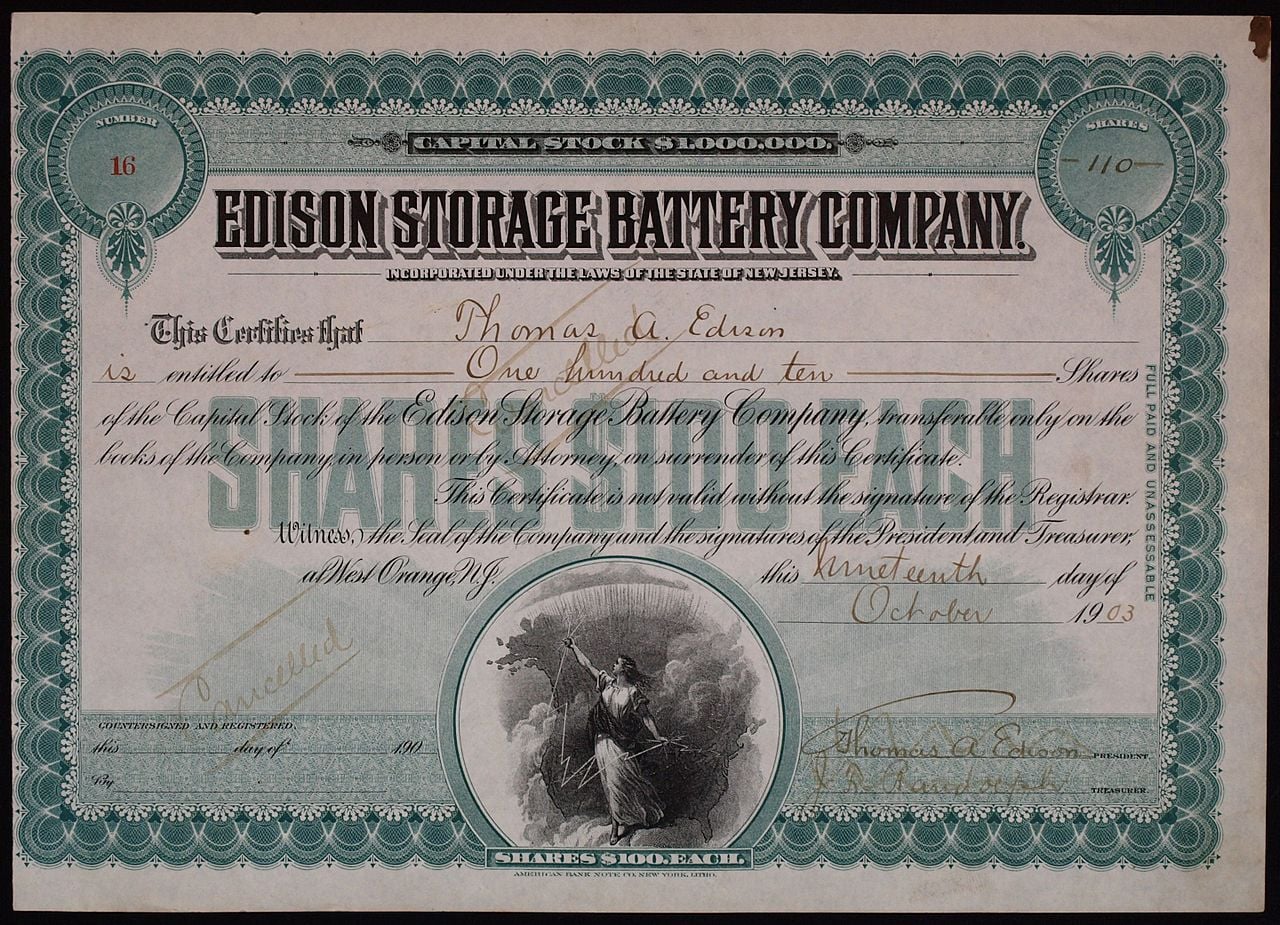 CAPITAL STOCK $1,000,000.
NUMBER
16
SHARES
110
EDISON STORAGE BATTERY COMPANY.
INCORPORATED UNDER THE LAWS OF THE STATE OF NEW JERSEY.
This Certifies that Thomas A. Edison
is entitled to One hundred and ten Shares
of the Capital Stock of the Edison Storage Battery Company, transferable only on the
books of the Company, in person or by Attorney, on surrender of this Certificate.
SHARES $100 EACH
This Certificate is not valid without the signature of the Registrar.
Witness, the Seal of the Company and the signatures of the President and Treasurer,
at West Orange, N.J. this nineteenth day of
October 1903
FULL PAID AND UNASSESSABLE
Cancelled
Cancelled
COUNTERSIGNED AND REGISTERED,
this day of 190
By
Thomas A Edison PRESIDENT.
J. F. Randolph TREASURER.
SHARES $100. EACH.
AMERICAN BANK NOTE CO. NEW YORK, LITHO.